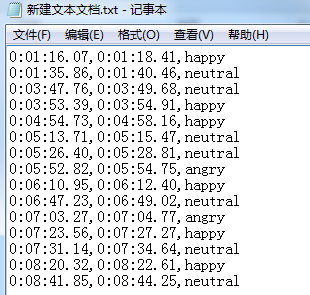 新建文本文档.txt - 记事本
文件(F) 编辑(E) 格式(O) 查看(V) 帮助(H)
0:01:16.07,0:01:18.41,happy
0:01:35.86,0:01:40.46,neutral
0:03:47.76,0:03:49.68,neutral
0:03:53.39,0:03:54.91,happy
0:04:54.73,0:04:58.16,happy
0:05:13.71,0:05:15.47,neutral
0:05:26.40,0:05:28.81,neutral
0:05:52.82,0:05:54.75,angry
0:06:10.95,0:06:12.40,happy
0:06:47.23,0:06:49.02,neutral
0:07:03.27,0:07:04.77,angry
0:07:23.56,0:07:27.27,happy
0:07:31.14,0:07:34.64,neutral
0:08:20.32,0:08:22.61,happy
0:08:41.85,0:08:44.25,neutral